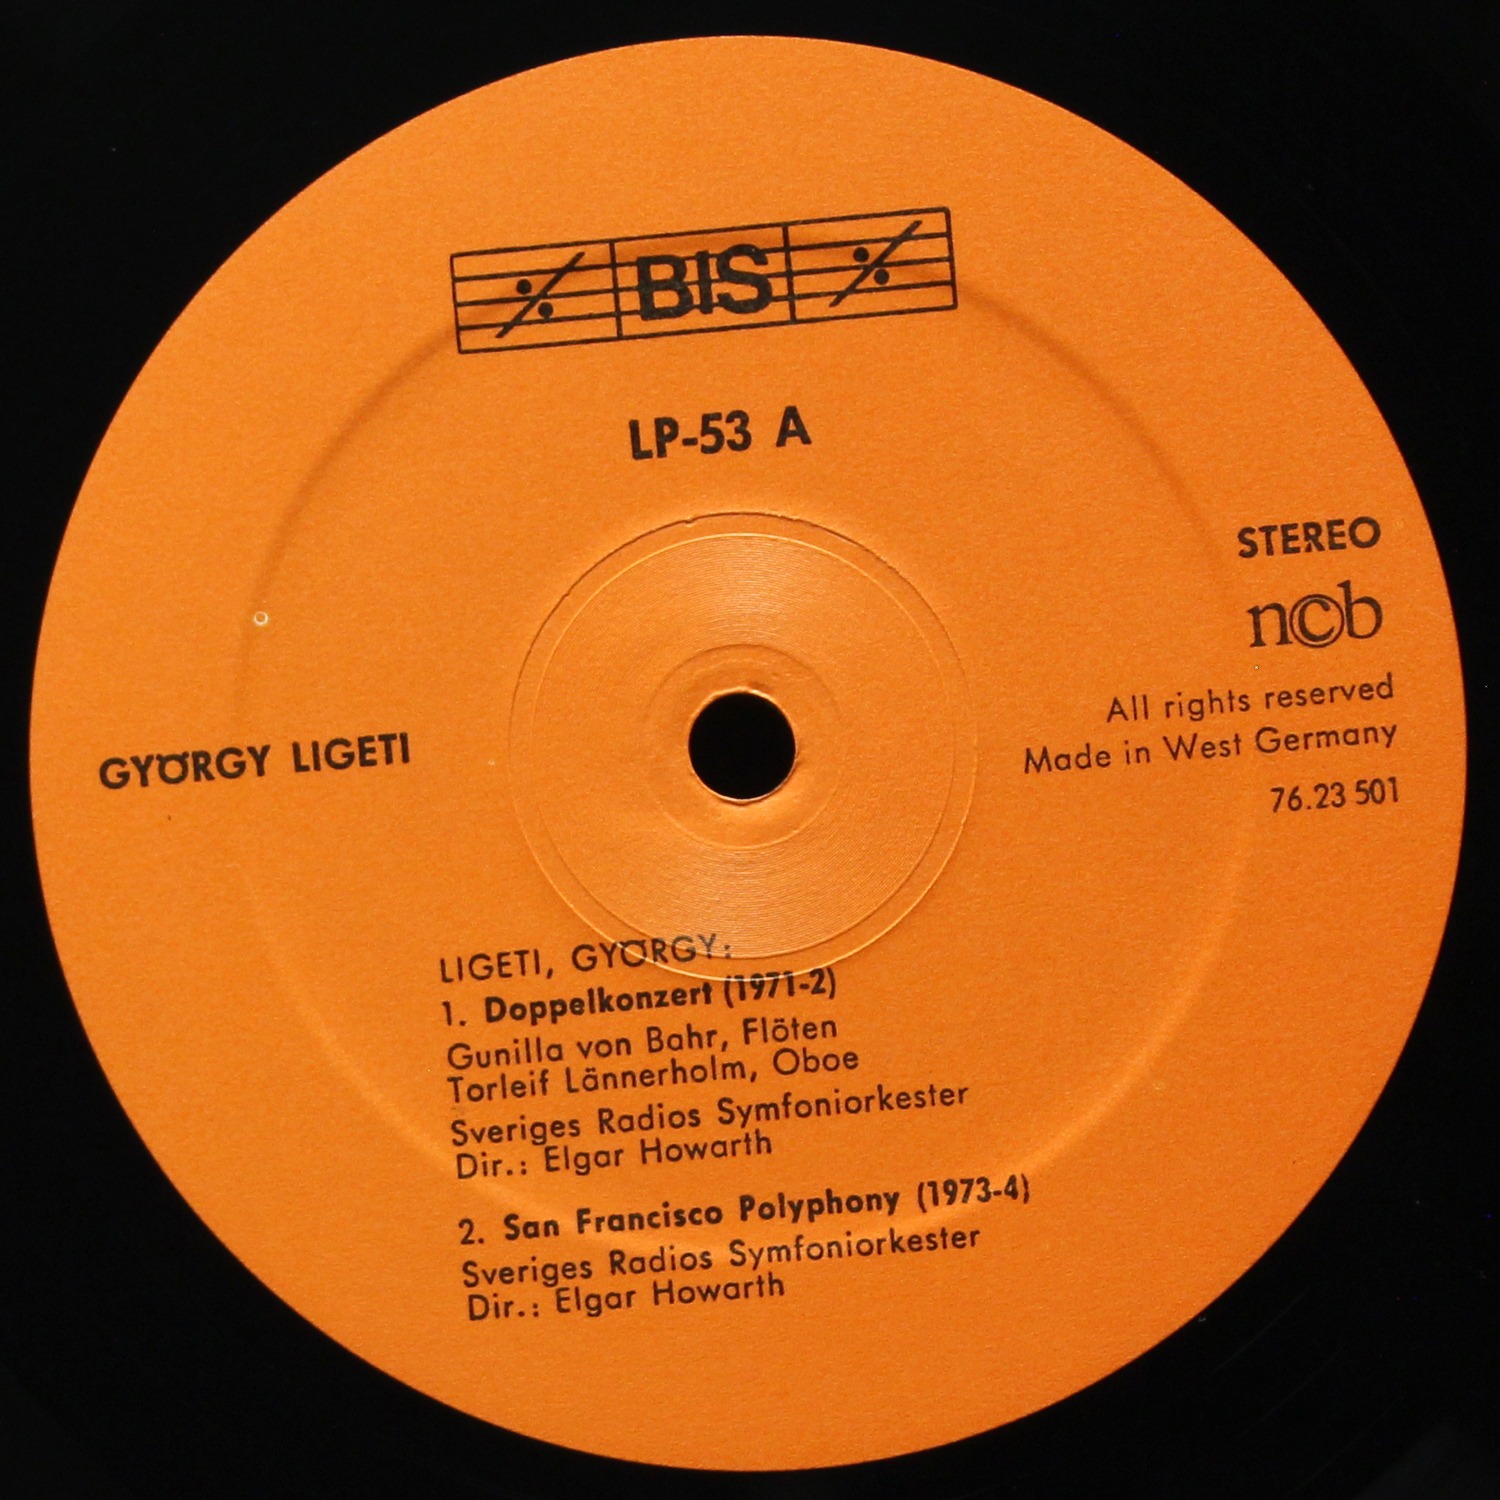 BIS
LP-53 A
STEREO
ncb
All rights reserved
Made in West Germany
76.23 501
GYÖRGY LIGETI
LIGETI, GYÖRGY:
1. Doppelkonzert (1971-2)
Gunilla von Bahr, Flöten
Torleif Lännerholm, Oboe
Sveriges Radios Symfoniorkester
Dir.: Elgar Howarth
2. San Francisco Polyphony (1973-4)
Sveriges Radios Symfoniorkester
Dir.: Elgar Howarth